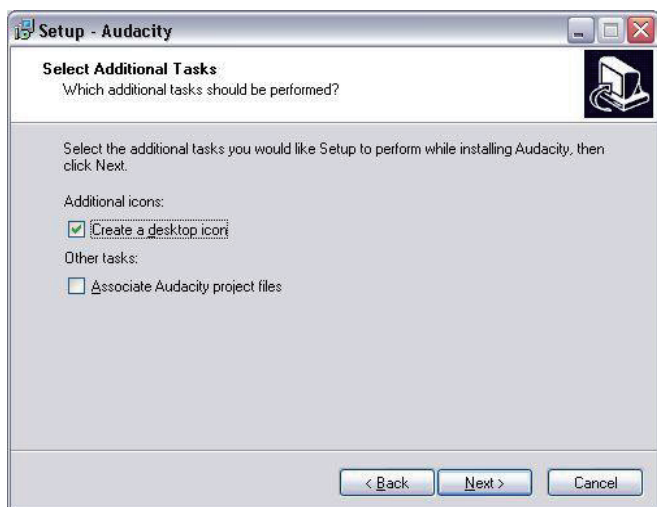 Setup - Audacity
Select Additional Tasks
Which additional tasks should be performed?
Select the additional tasks you would like Setup to perform while installing Audacity, then
click Next.
Additional icons:
Create a desktop icon
Other tasks:
Associate Audacity project files
< Back
Next >
Cancel